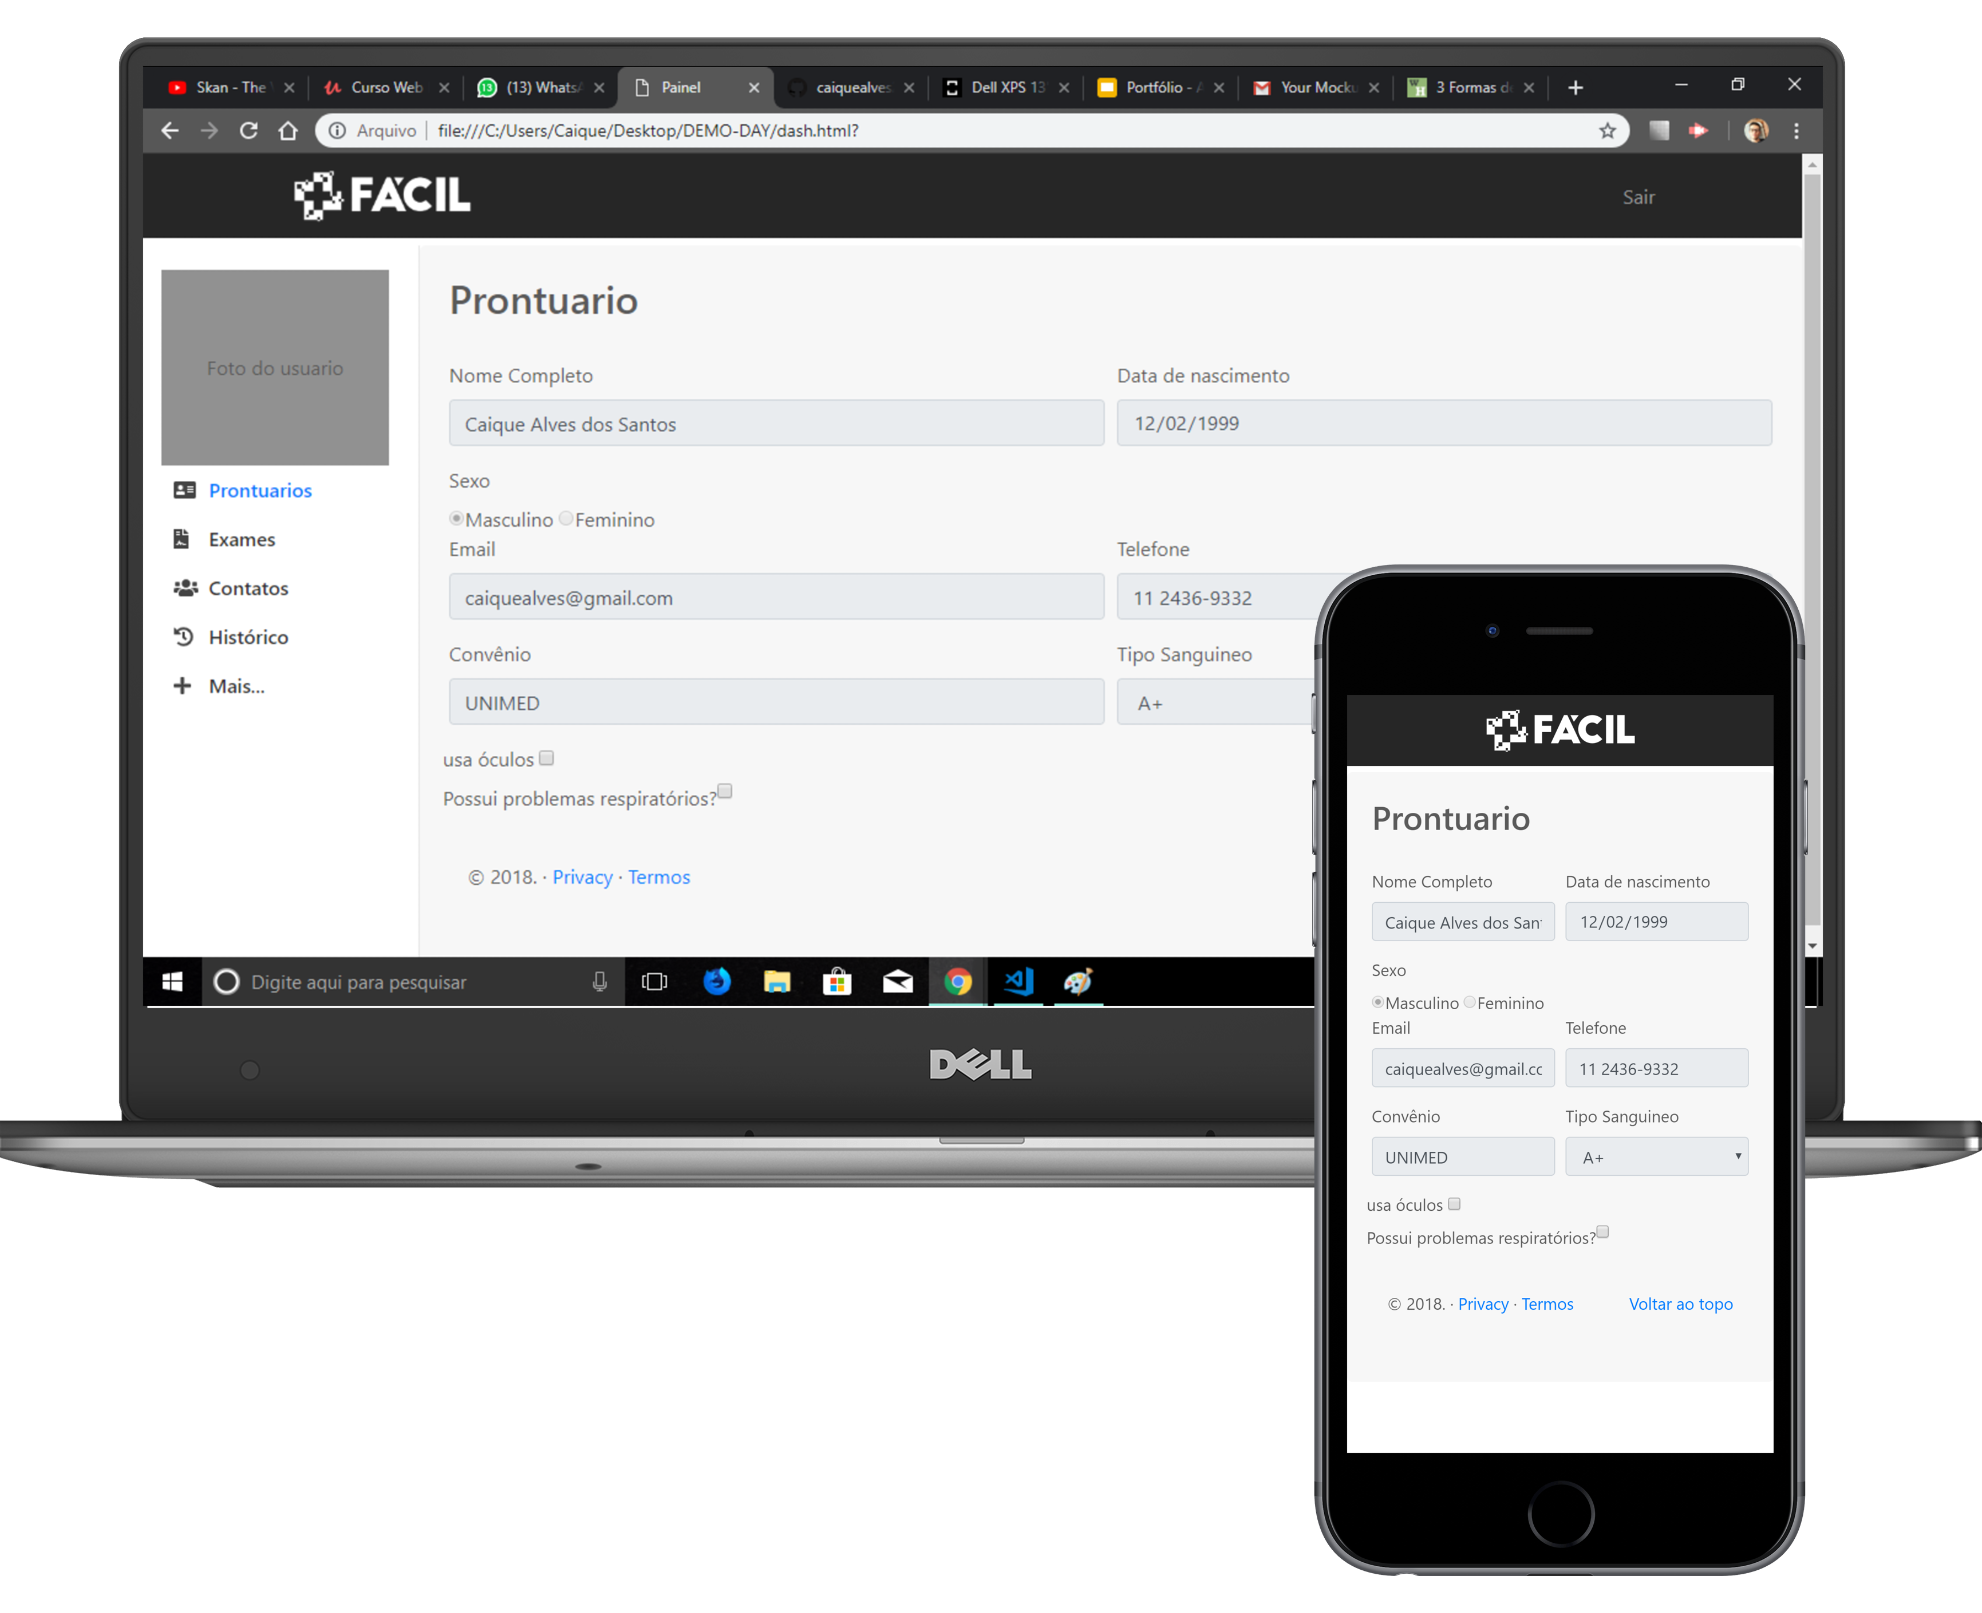 Skan - The
Curso Web
(13) Whats
Painel
caiquealves
Dell XPS 13
Portfólio -
Your Mock
3 Formas d
Arquivo
file:///C:/Users/Caique/Desktop/DEMO-DAY/dash.html?
FÁCIL
Sair
Foto do usuario
Prontuarios
Exames
Contatos
Histórico
Mais...
Prontuario
Nome Completo
Data de nascimento
Caique Alves dos Santos
12/02/1999
Sexo
Masculino Feminino
Email
Telefone
caiquealves@gmail.com
11 2436-9332
Convênio
Tipo Sanguineo
UNIMED
A+
usa óculos
Possui problemas respiratórios?
© 2018. · Privacy · Termos
Digite aqui para pesquisar
DELL
FÁCIL
Prontuario
Nome Completo
Data de nascimento
Caique Alves dos San
12/02/1999
Sexo
Masculino Feminino
Email
Telefone
caiquealves@gmail.cc
11 2436-9332
Convênio
Tipo Sanguineo
UNIMED
A+
usa óculos
Possui problemas respiratórios?
© 2018. · Privacy · Termos
Voltar ao topo